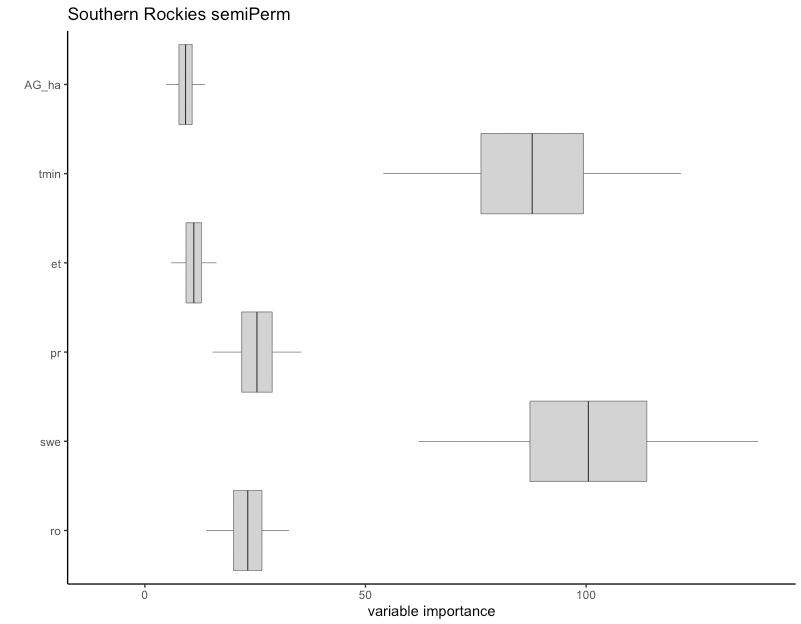 Southern Rockies semiPerm
AG_ha
tmin
et
pr
swe
ro
0 50 100
variable importance